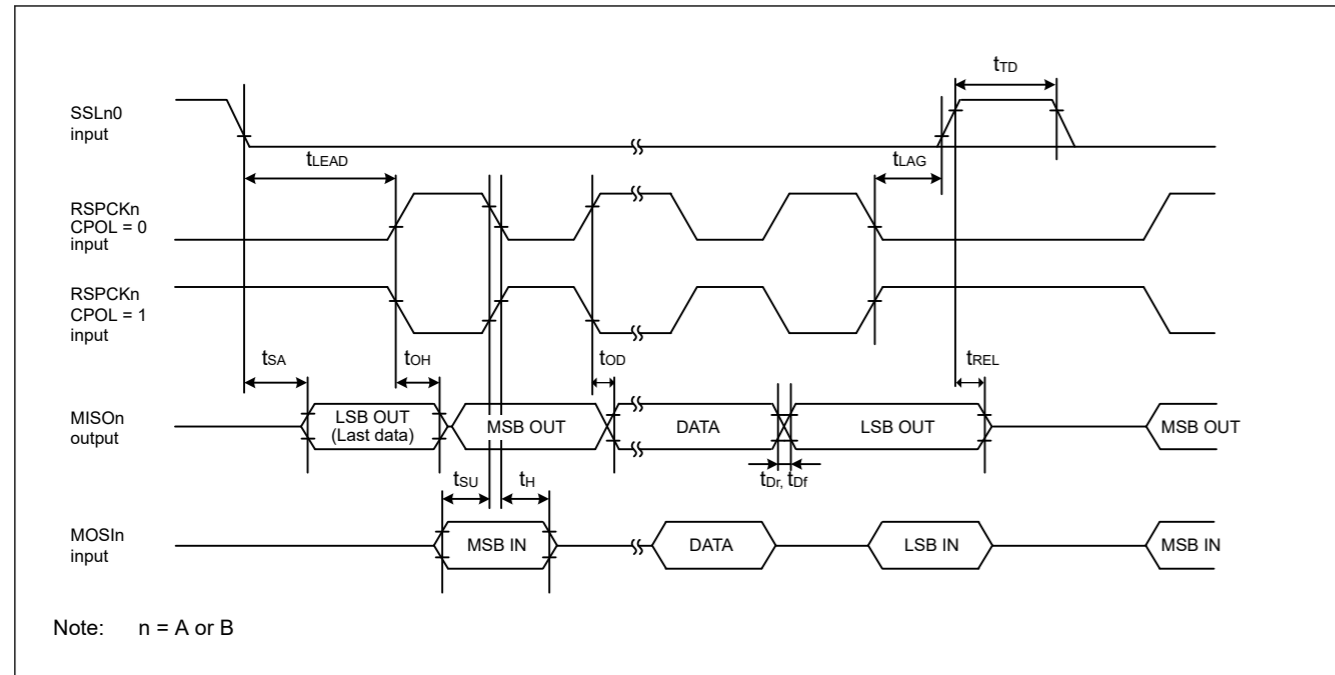 tTD
SSLn0
input
tLEAD
tLAG
RSPCKn
CPOL = 0
input
RSPCKn
CPOL = 1
input
tSA
tOH
tOD
tREL
MISOn
output
LSB OUT
(Last data)
MSB OUT
DATA
LSB OUT
MSB OUT
tSU
tH
tDr, tDf
MOSIn
input
MSB IN
DATA
LSB IN
MSB IN
Note: n = A or B